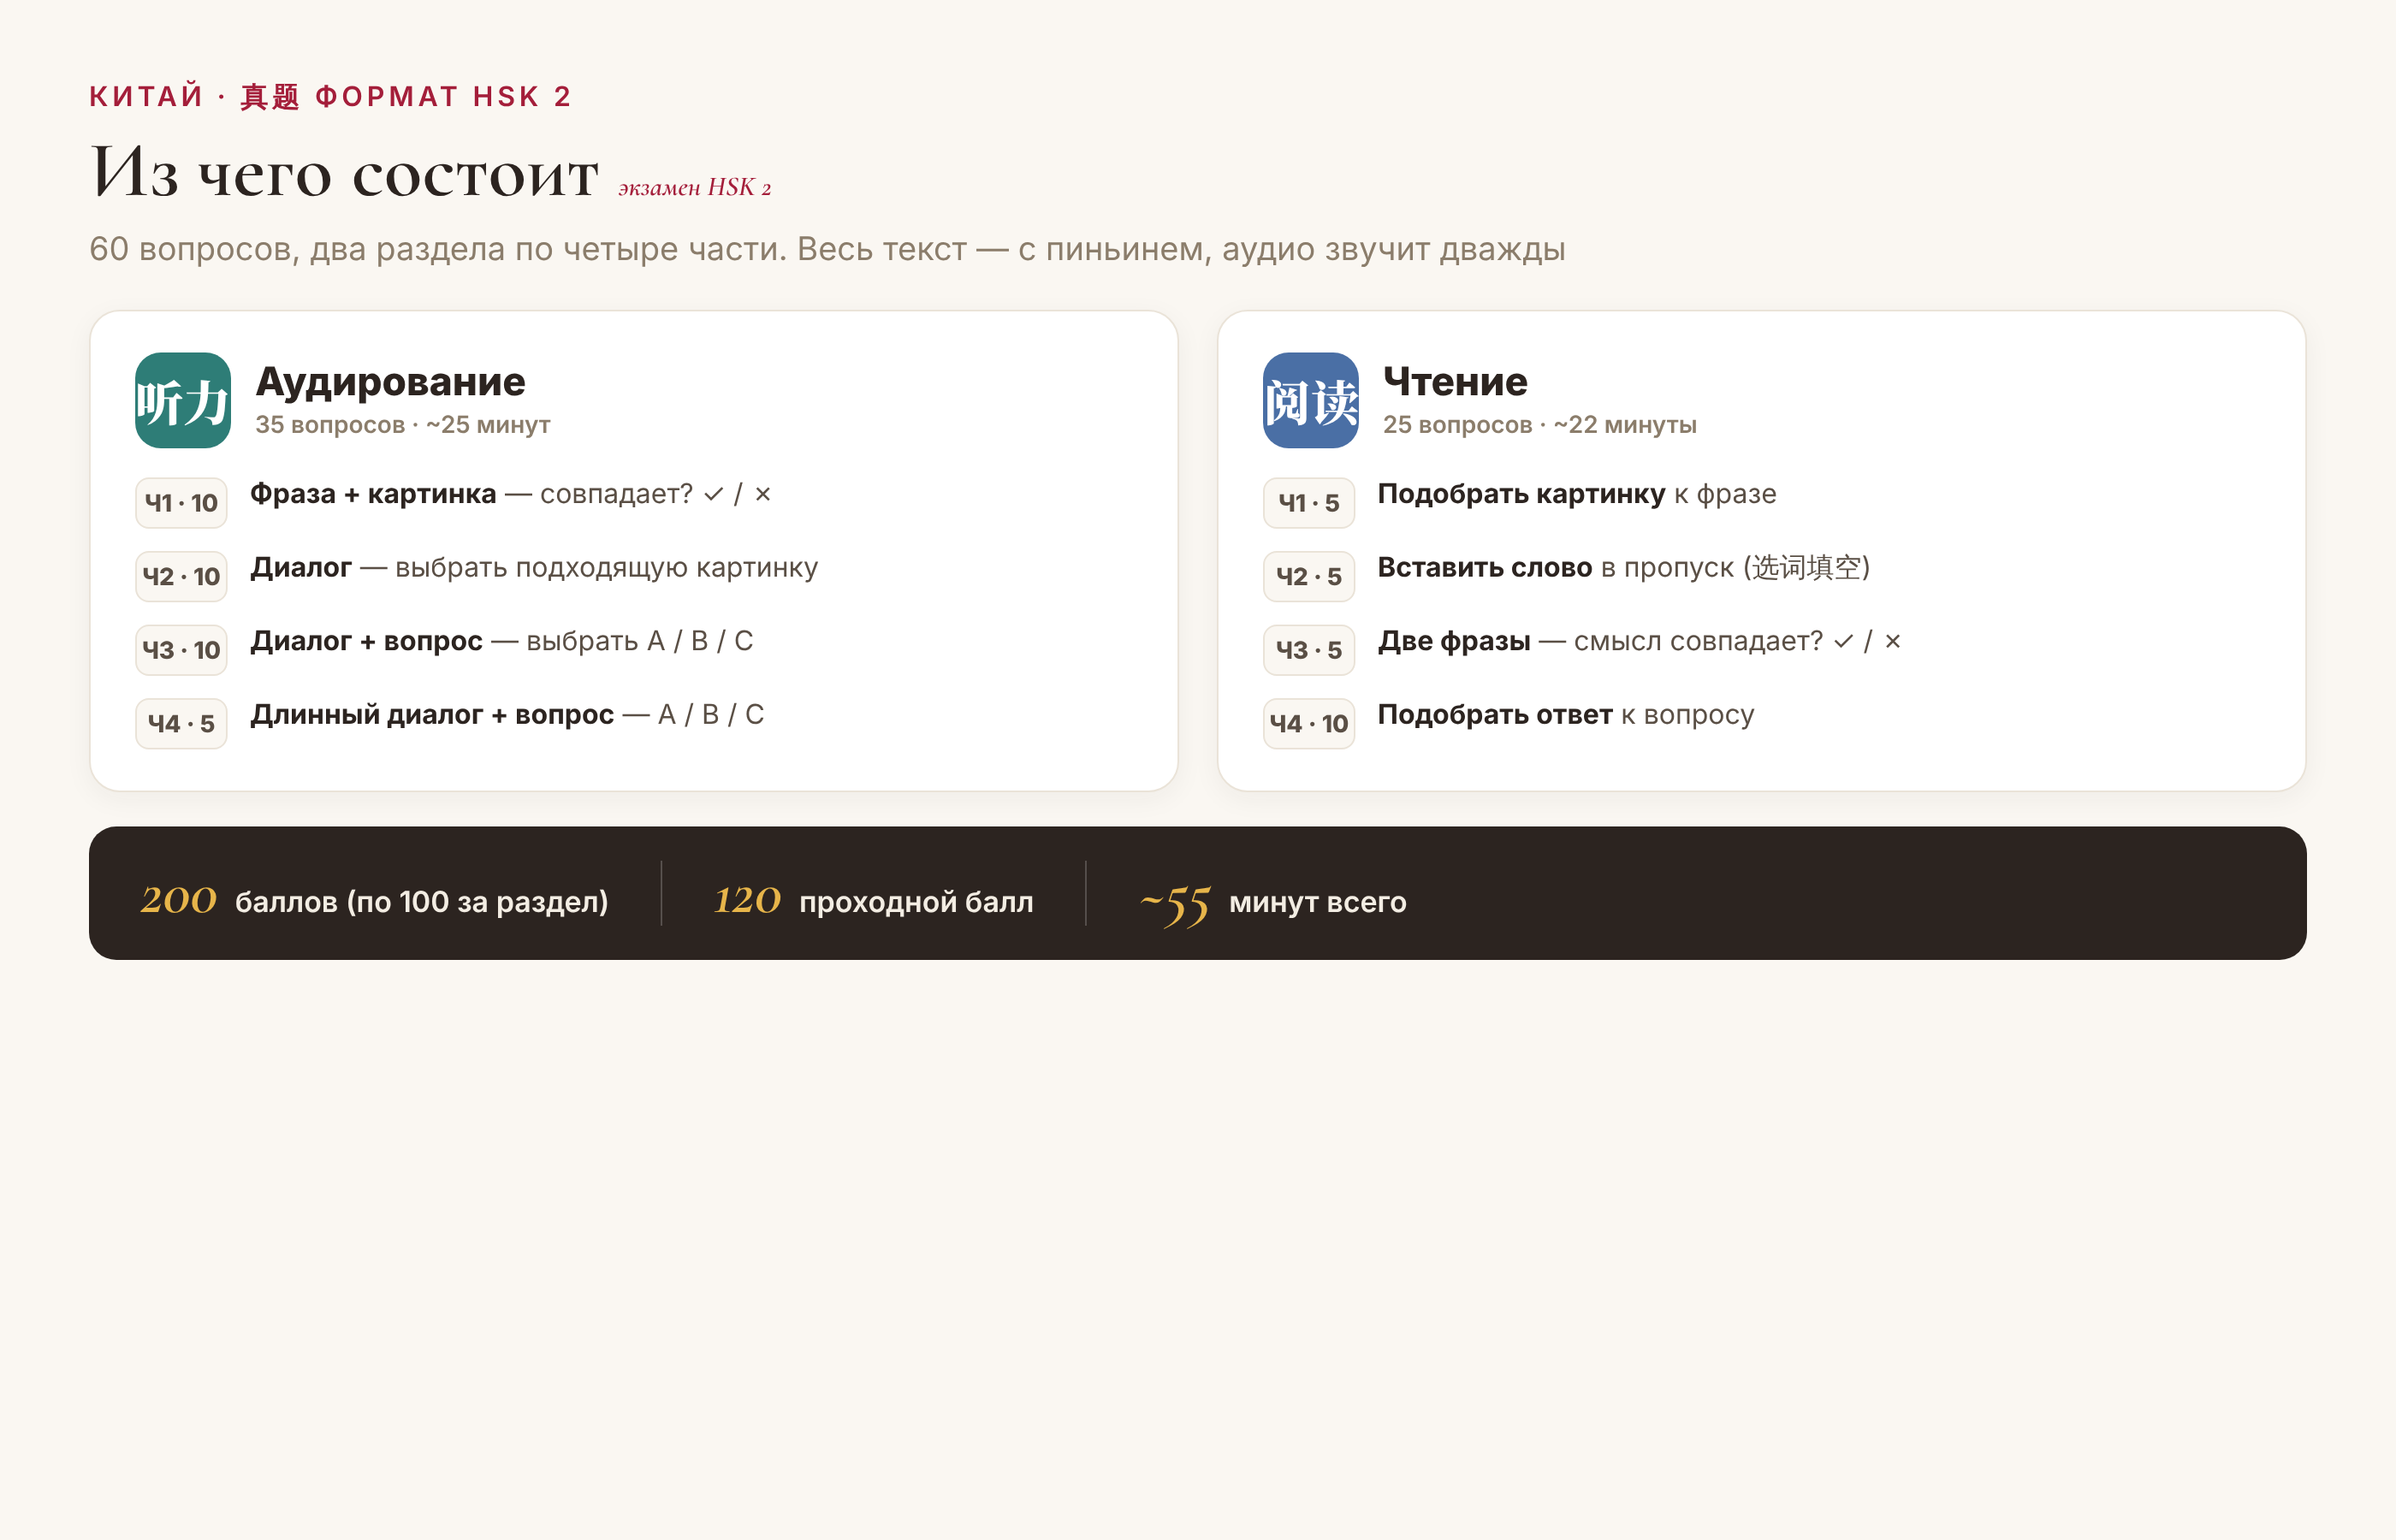 КИТАЙ · 真题 ФОРМАТ HSK 2
Из чего состоит экзамен HSK 2
60 вопросов, два раздела по четыре части. Весь текст — с пиньинем, аудио звучит дважды
听力 Аудирование
35 вопросов · ~25 минут
Ч1 · 10 Фраза + картинка — совпадает? ✓ / ×
Ч2 · 10 Диалог — выбрать подходящую картинку
Ч3 · 10 Диалог + вопрос — выбрать A / B / C
Ч4 · 5 Длинный диалог + вопрос — A / B / C
阅读 Чтение
25 вопросов · ~22 минуты
Ч1 · 5 Подобрать картинку к фразе
Ч2 · 5 Вставить слово в пропуск (选词填空)
Ч3 · 5 Две фразы — смысл совпадает? ✓ / ×
Ч4 · 10 Подобрать ответ к вопросу
200 баллов (по 100 за раздел)
120 проходной балл
~55 минут всего